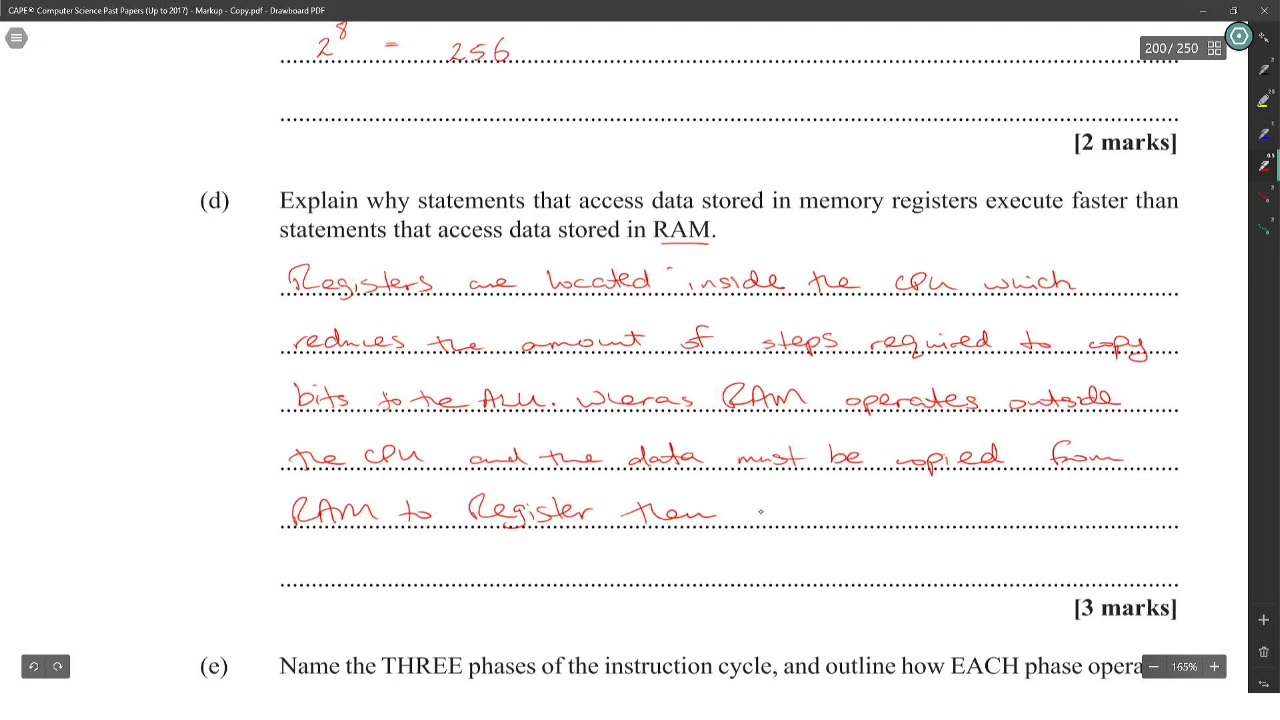 CAPE® Computer Science Past Papers (Up to 2017) - Markup - Copy.pdf - Drawboard PDF
2⁸ = 256
200 / 250
[2 marks]
(d) Explain why statements that access data stored in memory registers execute faster than
statements that access data stored in RAM.
Registers are located inside the CPU which
reduces the amount of steps required to copy
bits to the ALU. Wheras RAM operates outside
the CPU and the data must be copied from
RAM to Register then
[3 marks]
(e) Name the THREE phases of the instruction cycle, and outline how EACH phase opera
165%